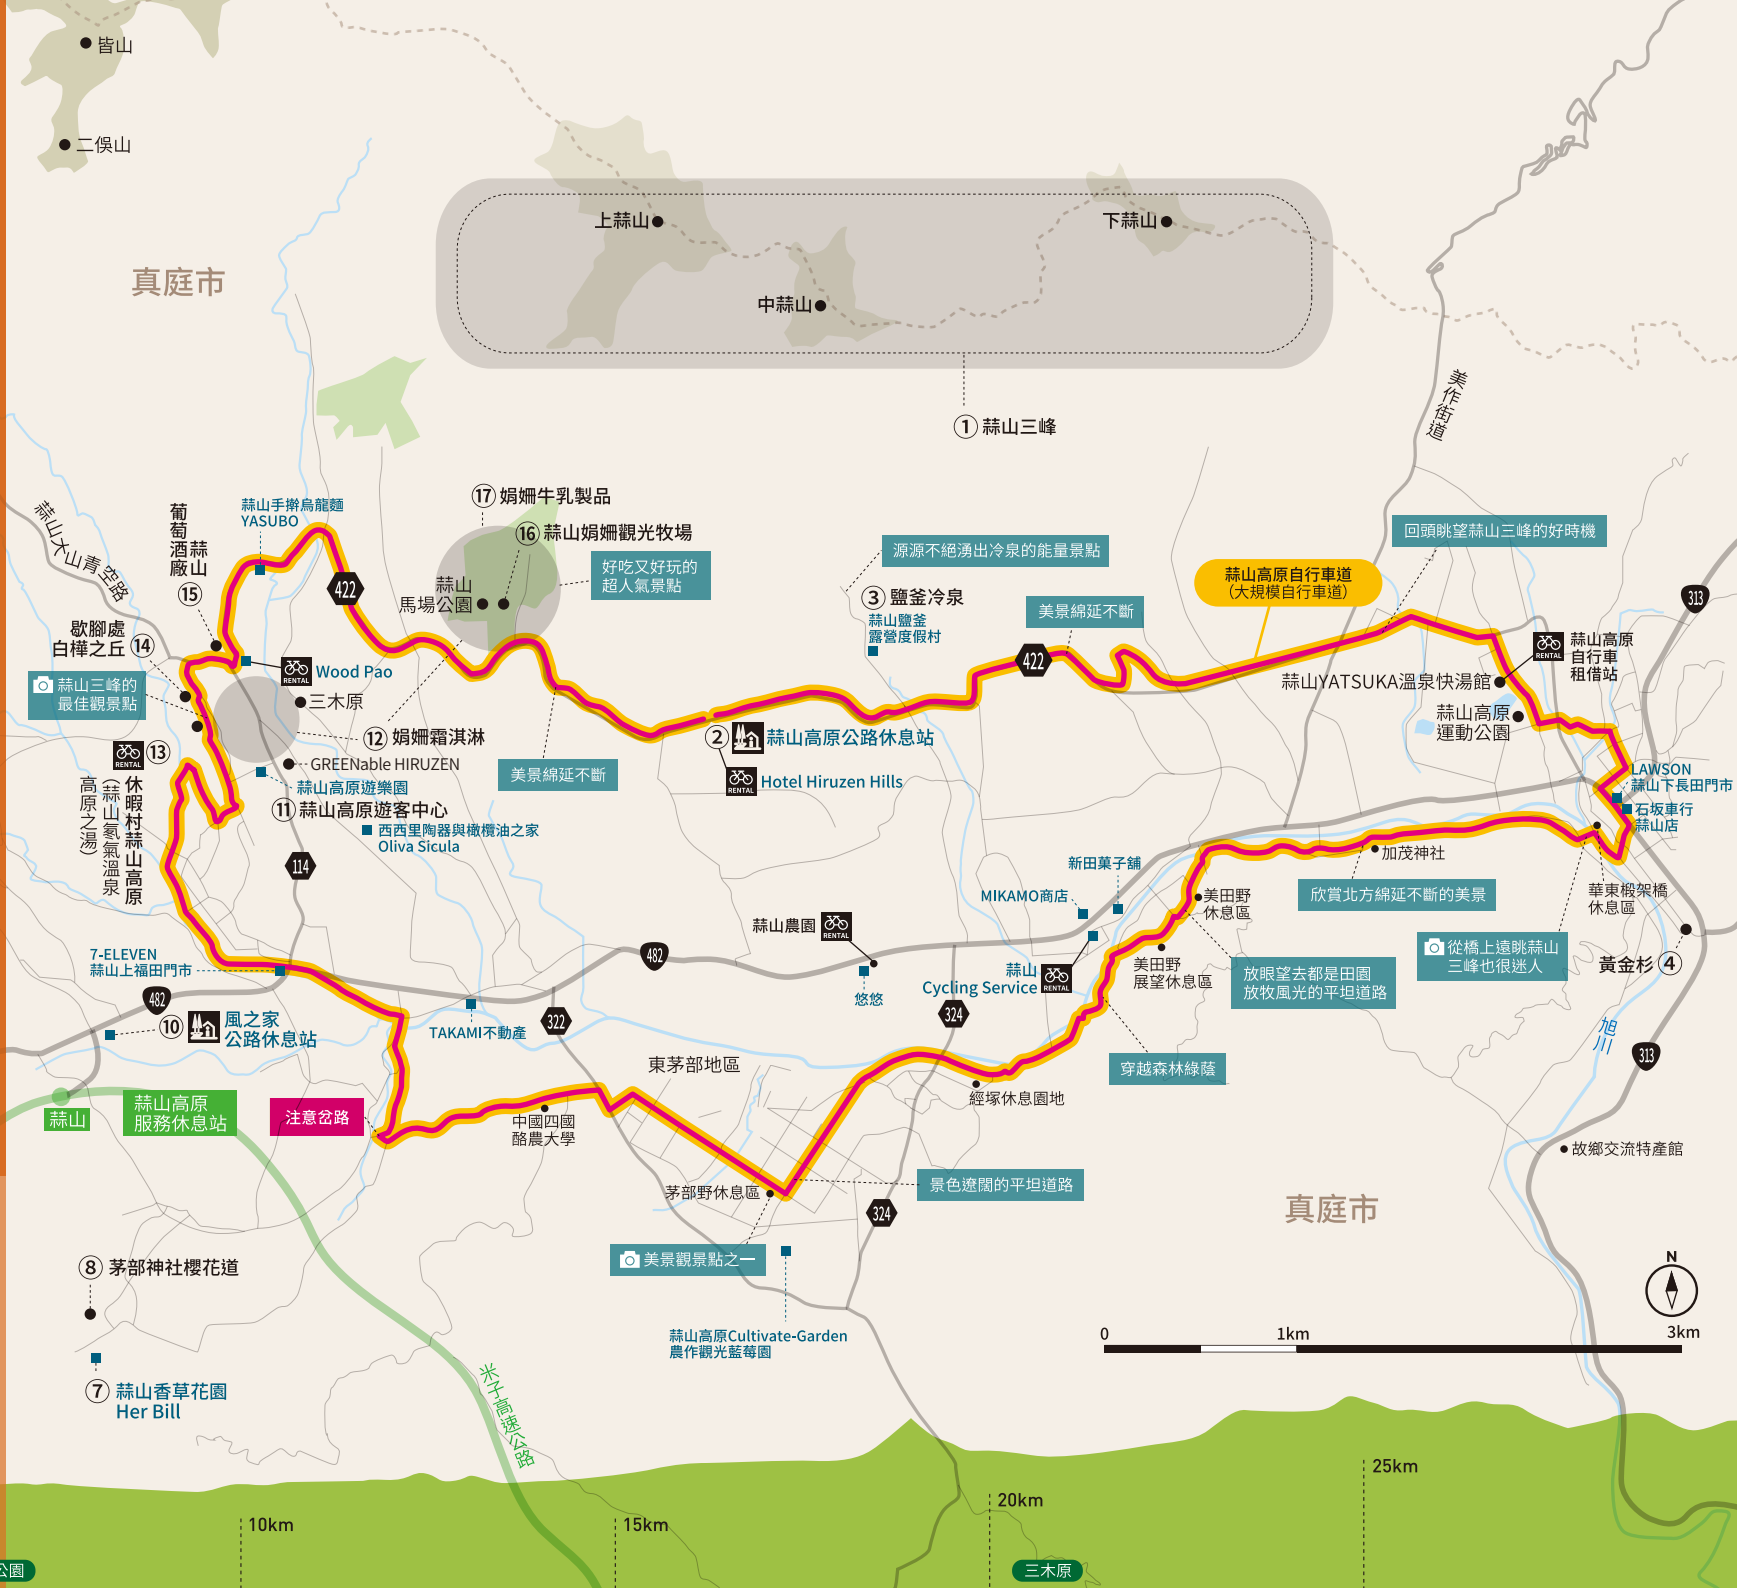 皆山
二俣山
真庭市
上蒜山
下蒜山
中蒜山
① 蒜山三峰
美作街道
⑰ 娟姍牛乳製品
⑯ 蒜山娟姍觀光牧場
好吃又好玩的
超人氣景點
蒜山
馬場公園
蒜山大山青空路
蒜山
葡萄酒廠
⑮
蒜山手擀烏龍麵
YASUBO
422
歇腳處
白樺之丘 ⑭
蒜山三峰的
最佳觀景點
RENTAL
Wood Pao
三木原
⑫ 娟姍霜淇淋
GREENable HIRUZEN
蒜山高原遊樂園
⑪ 蒜山高原遊客中心
西西里陶器與橄欖油之家
Oliva Sicula
RENTAL
⑬
休暇村蒜山高原
(蒜山氡氣溫泉
高原之湯)
114
美景綿延不斷
② 蒜山高原公路休息站
RENTAL
Hotel Hiruzen Hills
源源不絕湧出冷泉的能量景點
③ 鹽釜冷泉
蒜山鹽釜
露營度假村
美景綿延不斷
422
蒜山高原自行車道
(大規模自行車道)
回頭眺望蒜山三峰的好時機
313
RENTAL
蒜山高原
自行車
租借站
蒜山YATSUKA溫泉快湯館
蒜山高原
運動公園
LAWSON
蒜山下長田門市
石坂車行
蒜山店
加茂神社
欣賞北方綿延不斷的美景
華東椴架橋
休息區
從橋上遠眺蒜山
三峰也很迷人
黃金杉 ④
新田菓子舖
MIKAMO商店
美田野
休息區
美田野
展望休息區
放眼望去都是田園
放牧風光的平坦道路
蒜山農園
RENTAL
悠悠
蒜山
Cycling Service
RENTAL
482
324
7-ELEVEN
蒜山上福田門市
482
⑩ 風之家
公路休息站
TAKAMI不動產
322
東茅部地區
穿越森林綠蔭
旭川
313
經塚休息園地
蒜山
蒜山高原
服務休息站
注意岔路
中國四國
酪農大學
故鄉交流特產館
茅部野休息區
景色遼闊的平坦道路
324
真庭市
美景觀景點之一
⑧ 茅部神社櫻花道
N
0
1km
3km
蒜山高原Cultivate-Garden
農作觀光藍莓園
⑦ 蒜山香草花園
Her Bill
米子高速公路
25km
20km
10km
15km
公園
三木原